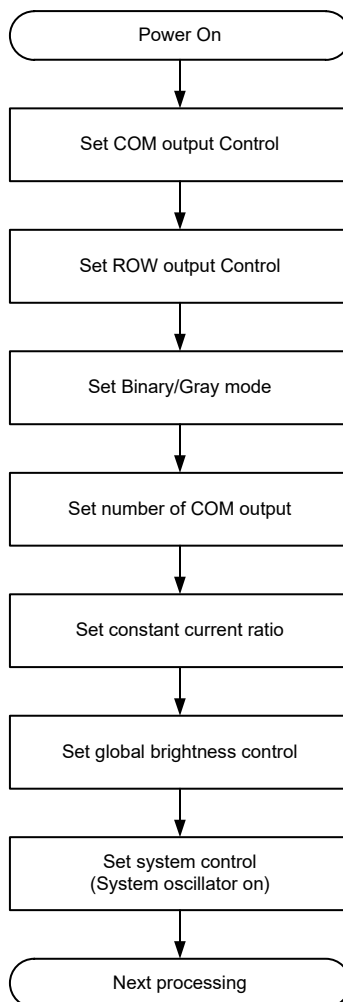 Power On
Set COM output Control
Set ROW output Control
Set Binary/Gray mode
Set number of COM output
Set constant current ratio
Set global brightness control
Set system control
(System oscillator on)
Next processing